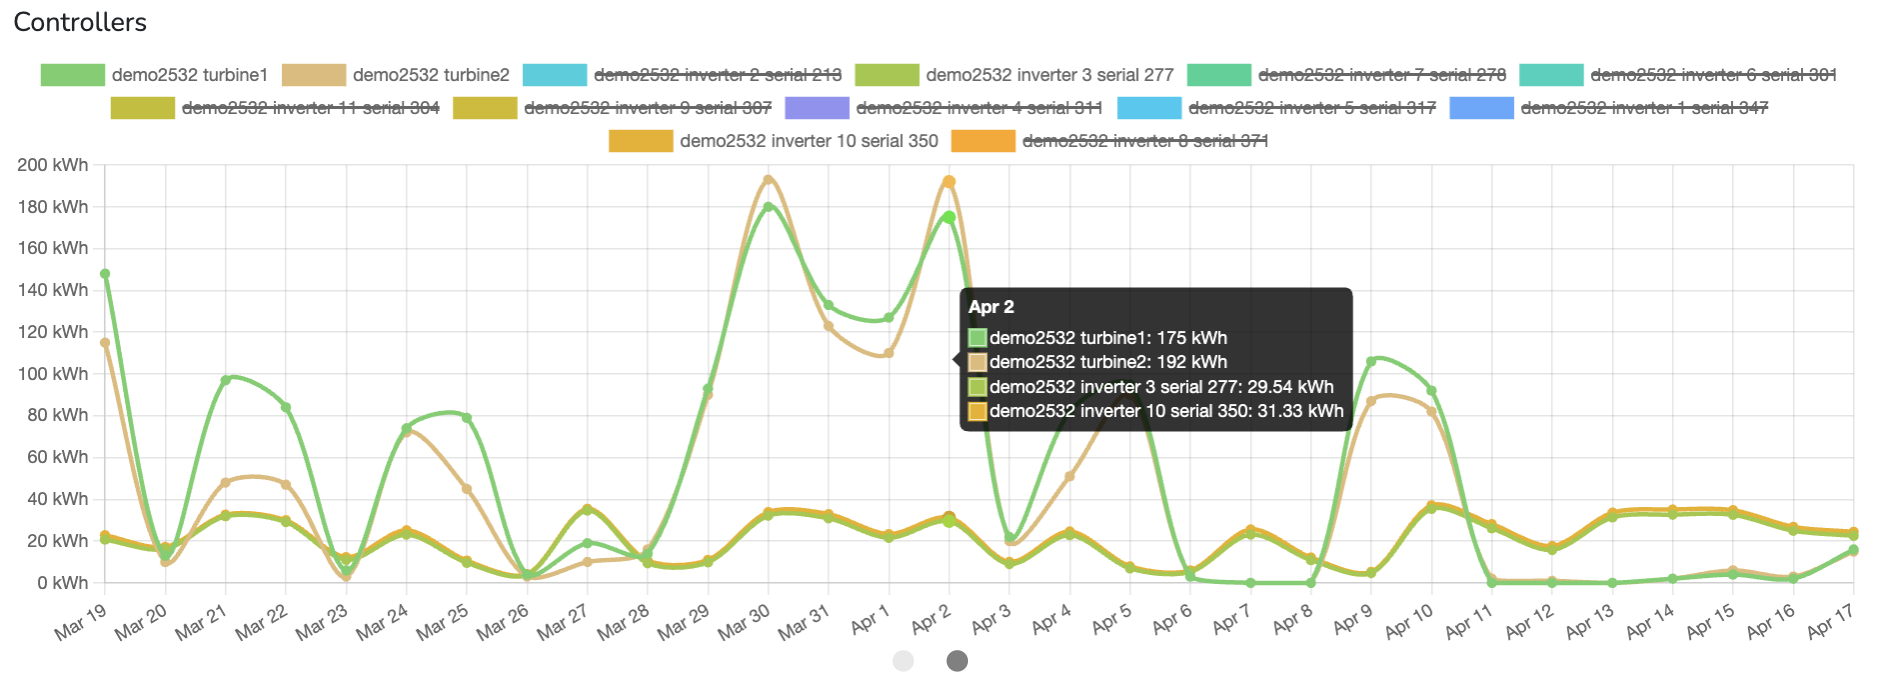 Controllers
demo2532 turbine1 demo2532 turbine2 demo2532 inverter 2 serial 213 demo2532 inverter 3 serial 277 demo2532 inverter 7 serial 278 demo2532 inverter 6 serial 301
demo2532 inverter 11 serial 304 demo2532 inverter 9 serial 307 demo2532 inverter 4 serial 311 demo2532 inverter 5 serial 317 demo2532 inverter 1 serial 347
demo2532 inverter 10 serial 350 demo2532 inverter 8 serial 371
200 kWh
180 kWh
160 kWh
140 kWh
120 kWh
100 kWh
80 kWh
60 kWh
40 kWh
20 kWh
0 kWh
Apr 2
demo2532 turbine1: 175 kWh
demo2532 turbine2: 192 kWh
demo2532 inverter 3 serial 277: 29.54 kWh
demo2532 inverter 10 serial 350: 31.33 kWh
Mar 19 Mar 20 Mar 21 Mar 22 Mar 23 Mar 24 Mar 25 Mar 26 Mar 27 Mar 28 Mar 29 Mar 30 Mar 31 Apr 1 Apr 2 Apr 3 Apr 4 Apr 5 Apr 6 Apr 7 Apr 8 Apr 9 Apr 10 Apr 11 Apr 12 Apr 13 Apr 14 Apr 15 Apr 16 Apr 17